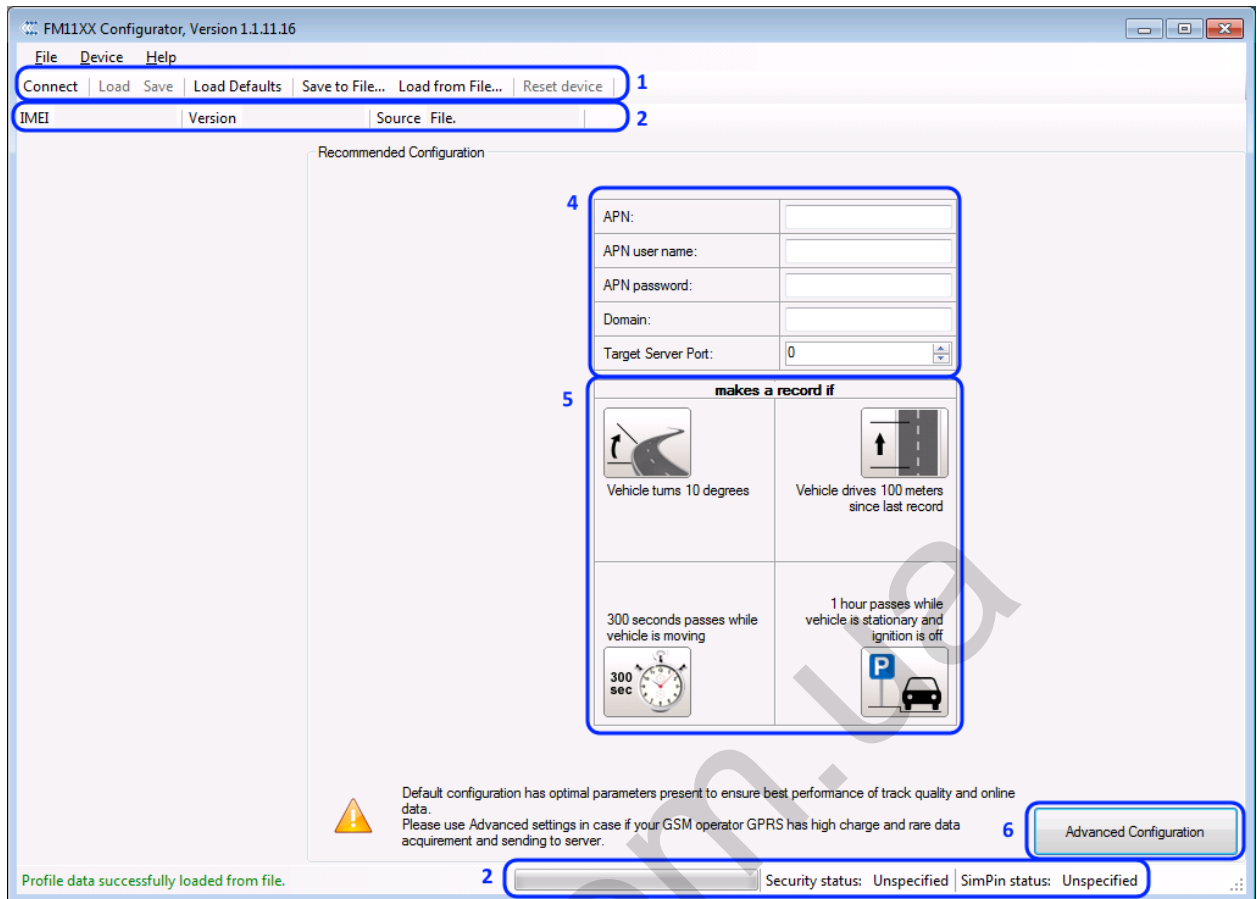 FM11XX Configurator, Version 1.1.11.16
File Device Help
Connect Load Save Load Defaults Save to File... Load from File... Reset device 1
IMEI Version Source File. 2
Recommended Configuration
4
APN:
APN user name:
APN password:
Domain:
Target Server Port: 0
5
makes a record if
Vehicle turns 10 degrees
Vehicle drives 100 meters
since last record
300 seconds passes while
vehicle is moving
300
sec
1 hour passes while
vehicle is stationary and
ignition is off
P
Default configuration has optimal parameters present to ensure best performance of track quality and online
data.
Please use Advanced settings in case if your GSM operator GPRS has high charge and rare data
acquirement and sending to server.
6 Advanced Configuration
Profile data successfully loaded from file. 2 Security status: Unspecified SimPin status: Unspecified
m.ua